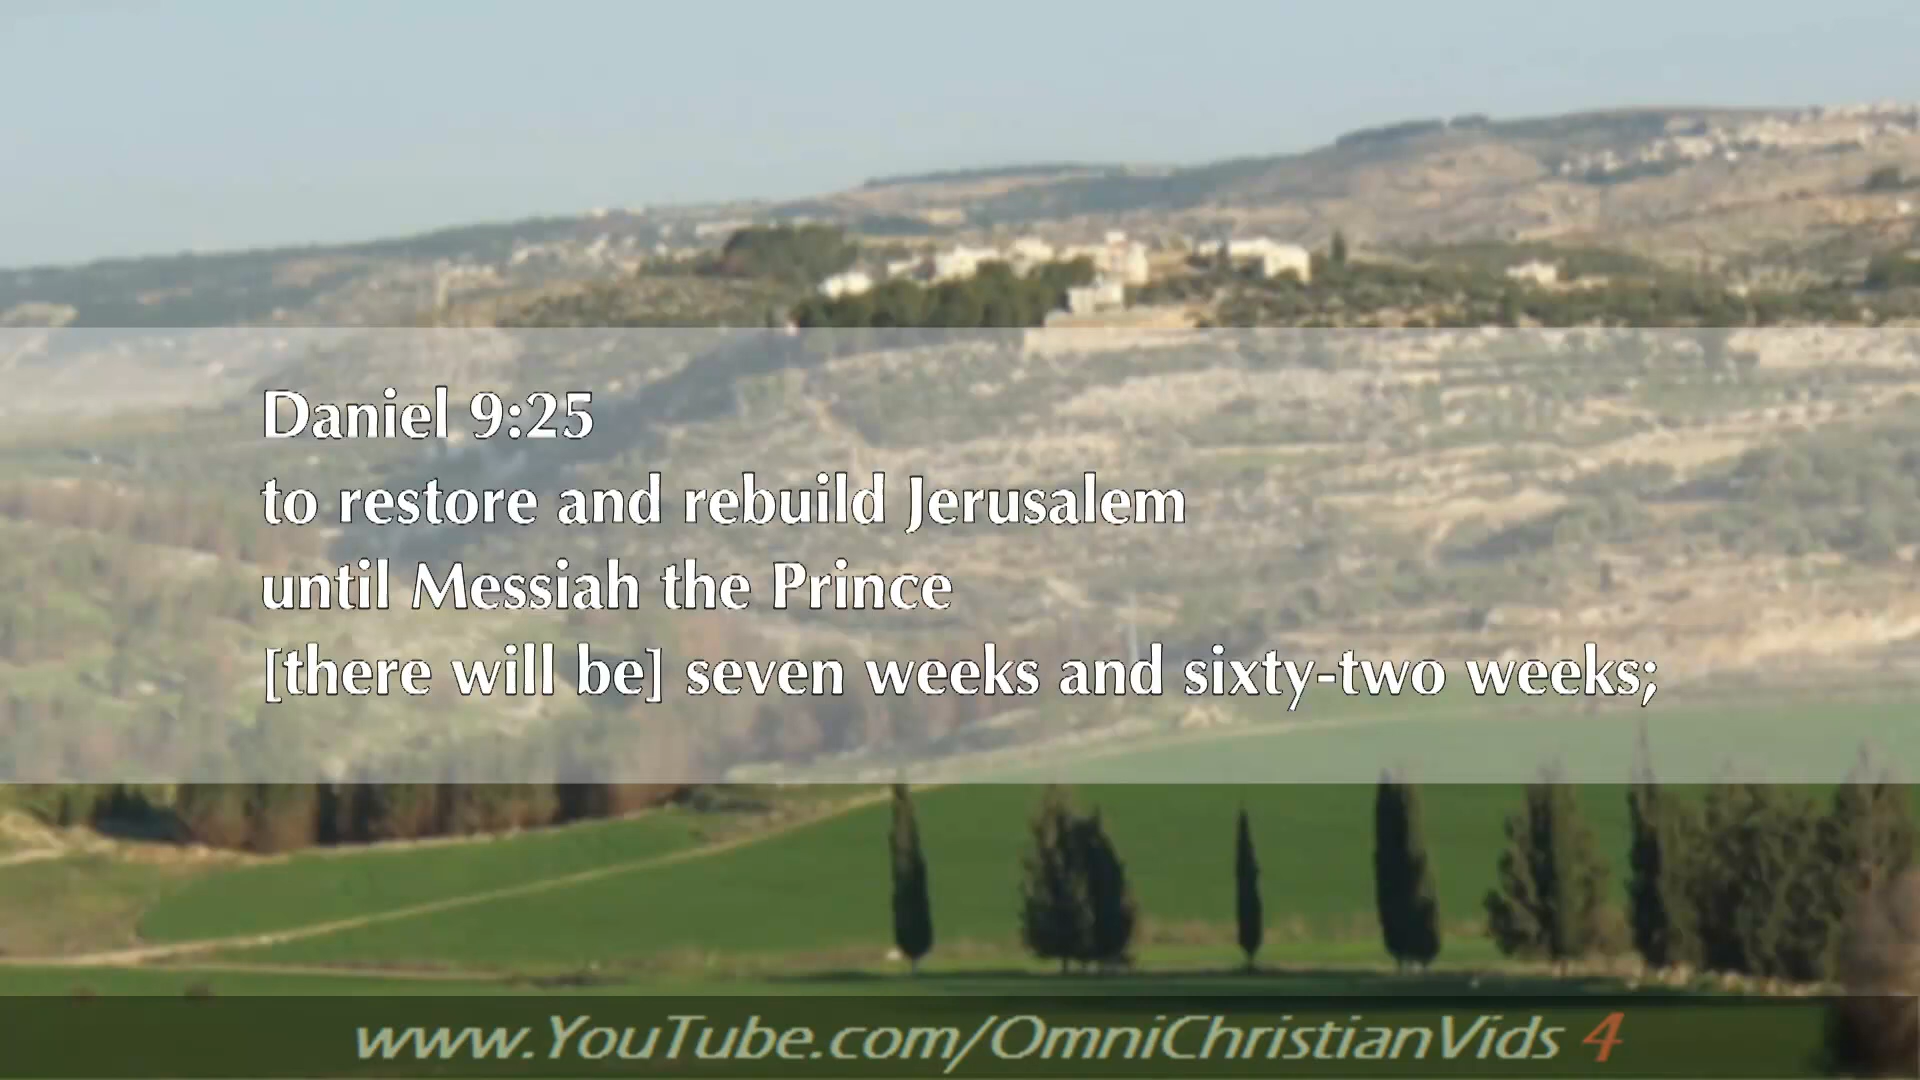 Daniel 9:25
to restore and rebuild Jerusalem
until Messiah the Prince
[there will be] seven weeks and sixty-two weeks;
www.YouTube.com/OmniChristianVids 4